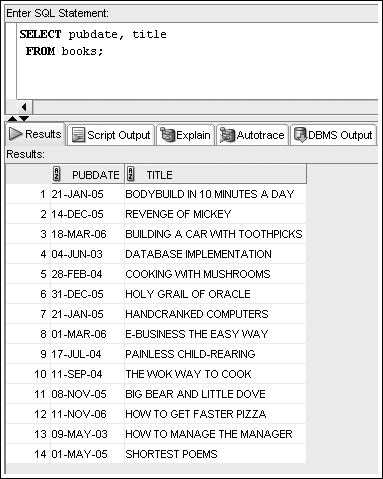 Enter SQL Statement:
SELECT pubdate, title
FROM books;
Results Script Output Explain Autotrace DBMS Output
Results:
PUBDATE TITLE
1 21-JAN-05 BODYBUILD IN 10 MINUTES A DAY
2 14-DEC-05 REVENGE OF MICKEY
3 18-MAR-06 BUILDING A CAR WITH TOOTHPICKS
4 04-JUN-03 DATABASE IMPLEMENTATION
5 28-FEB-04 COOKING WITH MUSHROOMS
6 31-DEC-05 HOLY GRAIL OF ORACLE
7 21-JAN-05 HANDCRANKED COMPUTERS
8 01-MAR-06 E-BUSINESS THE EASY WAY
9 17-JUL-04 PAINLESS CHILD-REARING
10 11-SEP-04 THE WOK WAY TO COOK
11 08-NOV-05 BIG BEAR AND LITTLE DOVE
12 11-NOV-06 HOW TO GET FASTER PIZZA
13 09-MAY-03 HOW TO MANAGE THE MANAGER
14 01-MAY-05 SHORTEST POEMS